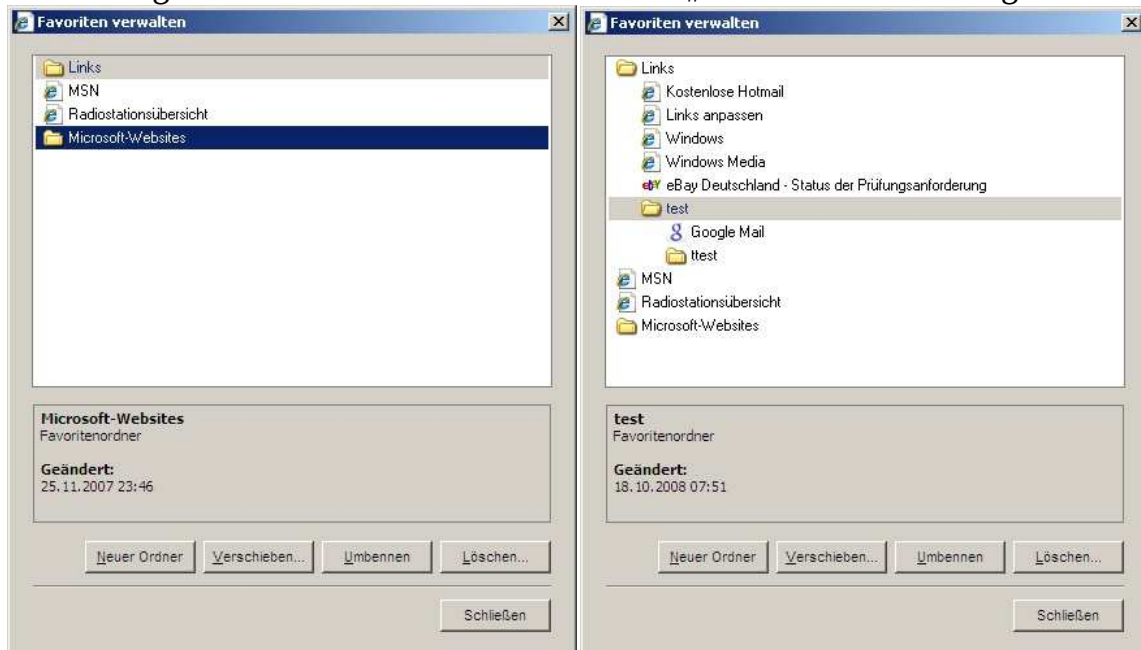 Favoriten verwalten
Links
MSN
Radiostationsübersicht
Microsoft-Websites
Microsoft-Websites
Favoritenordner
Geändert:
25.11.2007 23:46
Neuer Ordner Verschieben... Umbennen Löschen...
Schließen
Favoriten verwalten
Links
Kostenlose Hotmail
Links anpassen
Windows
Windows Media
eBay Deutschland - Status der Prüfungsanforderung
test
Google Mail
ttest
MSN
Radiostationsübersicht
Microsoft-Websites
test
Favoritenordner
Geändert:
18.10.2008 07:51
Neuer Ordner Verschieben... Umbennen Löschen...
Schließen